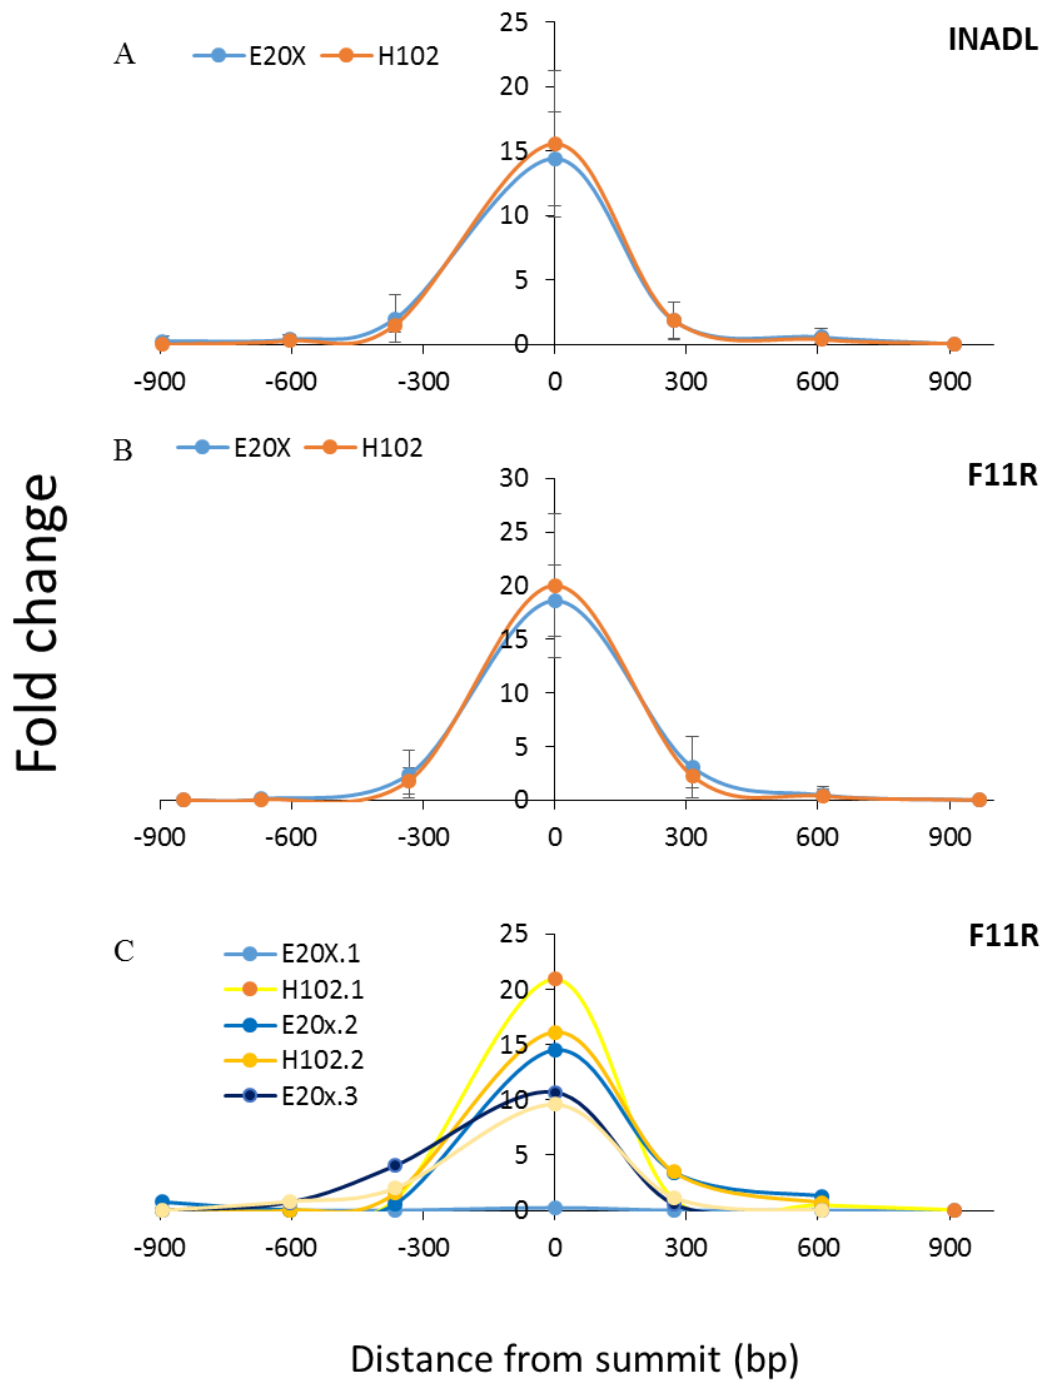 A
E20X
H102
INADL
25
20
15
10
5
0
-900 -600 -300 0 300 600 900
B
E20X
H102
F11R
30
25
20
15
10
5
0
-900 -600 -300 0 300 600 900
Fold change
C
E20X.1
H102.1
E20x.2
H102.2
E20x.3
F11R
25
20
15
10
5
0
-900 -600 -300 0 300 600 900
Distance from summit (bp)